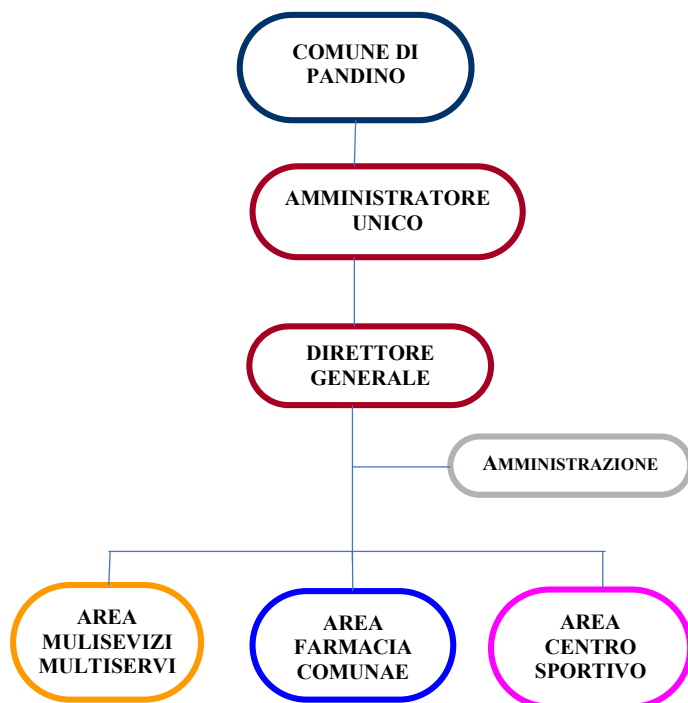 COMUNE DI
PANDINO
AMMINISTRATORE
UNICO
DIRETTORE
GENERALE
AMMINISTRAZIONE
AREA
MULISEVIZI
MULTISERVI
AREA
FARMACIA
COMUNAE
AREA
CENTRO
SPORTIVO